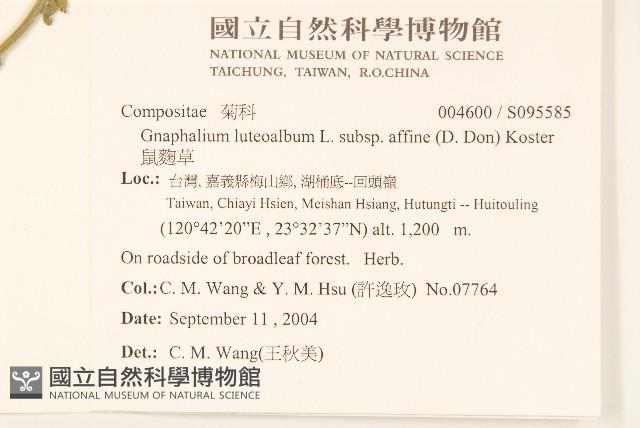 國立自然科學博物館
NATIONAL MUSEUM OF NATURAL SCIENCE
TAICHUNG, TAIWAN, R.O.CHINA
Compositae 菊科 004600 / S095585
Gnaphalium luteoalbum L. subsp. affine (D. Don) Koster
鼠麴草
Loc.: 台灣, 嘉義縣梅山鄉, 湖桶底--回頭嶺
Taiwan, Chiayi Hsien, Meishan Hsiang, Hutungti -- Huitouling
(120°42'20”E , 23°32'37”N) alt. 1,200 m.
On roadside of broadleaf forest. Herb.
Col.: C. M. Wang & Y. M. Hsu (許逸玫) No.07764
Date: September 11 , 2004
Det.: C. M. Wang(王秋美)
國立自然科學博物館
NATIONAL MUSEUM OF NATURAL SCIENCE